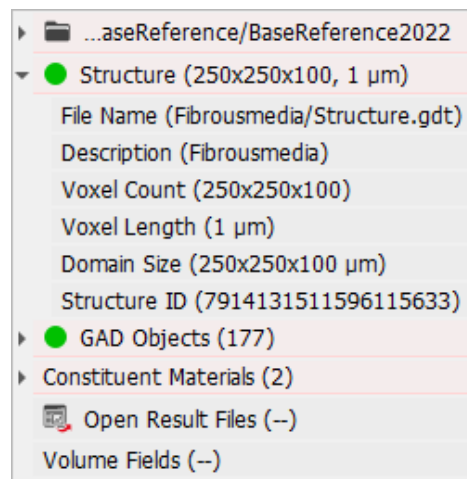 ...aseReference/BaseReference2022
Structure (250x250x100, 1 µm)
File Name (Fibrousmedia/Structure.gdt)
Description (Fibrousmedia)
Voxel Count (250x250x100)
Voxel Length (1 µm)
Domain Size (250x250x100 µm)
Structure ID (7914131511596115633)
GAD Objects (177)
Constituent Materials (2)
Open Result Files (--)
Volume Fields (--)